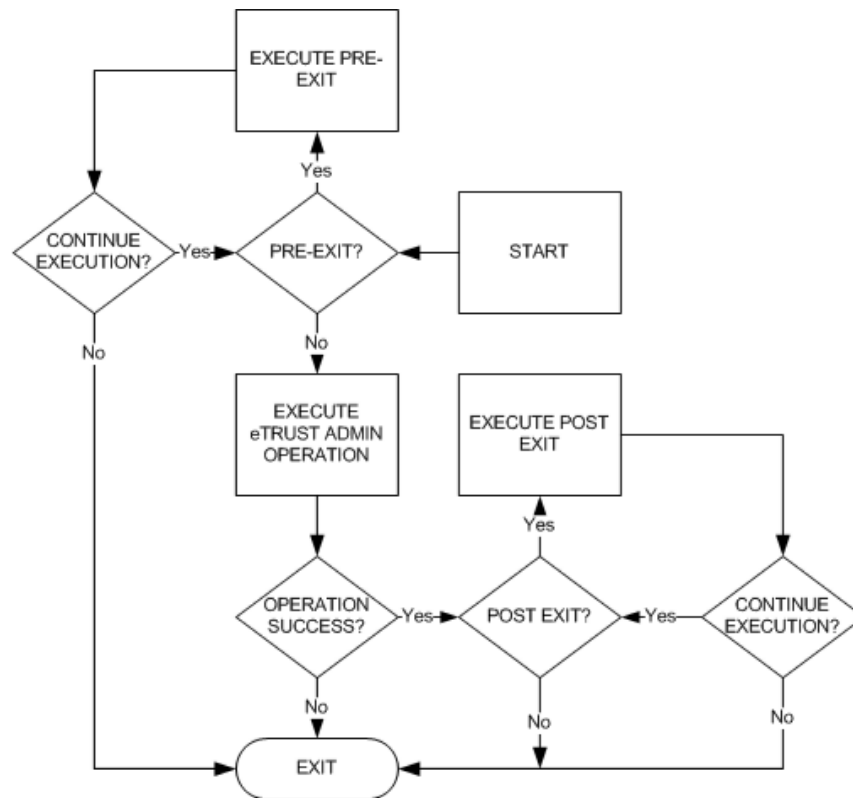 EXECUTE PRE-
EXIT
Yes
CONTINUE
EXECUTION?
Yes
PRE-EXIT?
START
No
No
EXECUTE
eTRUST ADMIN
OPERATION
EXECUTE POST
EXIT
Yes
OPERATION
SUCCESS?
Yes
POST EXIT?
Yes
CONTINUE
EXECUTION?
No
No
No
EXIT